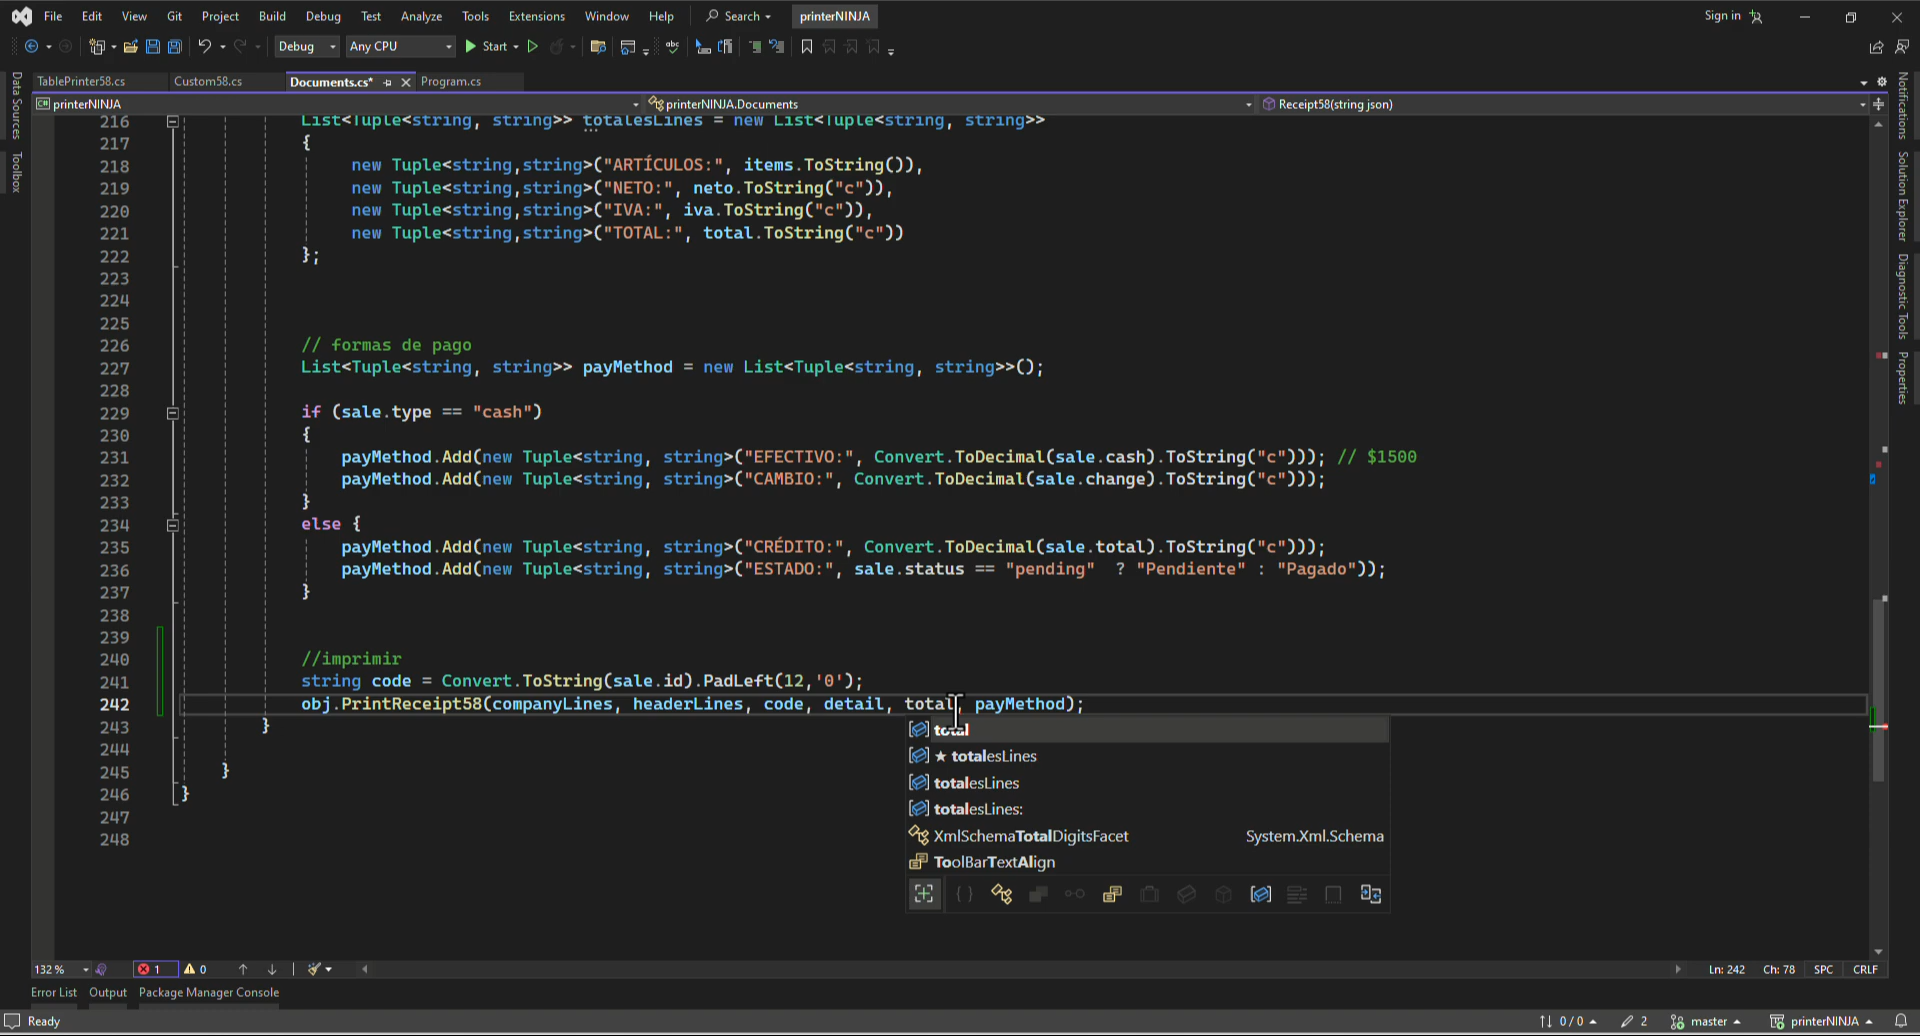 File Edit View Git Project Build Debug Test Analyze Tools Extensions Window Help Search printerNINJA Sign in
Debug Any CPU Start
TablePrinter58.cs Custom58.cs Documents.cs* Program.cs
printerNINJA printerNINJA.Documents Receipt58(string json)
Data Sources
Toolbox
Notifications
Solution Explorer
Diagnostic Tools
Properties
216 List<Tuple<string, string>> totalesLines = new List<Tuple<string, string>>
217 {
218 new Tuple<string,string>("ARTÍCULOS:", items.ToString()),
219 new Tuple<string,string>("NETO:", neto.ToString("c")),
220 new Tuple<string,string>("IVA:", iva.ToString("c")),
221 new Tuple<string,string>("TOTAL:", total.ToString("c"))
222 };
223
224
225
226 // formas de pago
227 List<Tuple<string, string>> payMethod = new List<Tuple<string, string>>();
228
229 if (sale.type == "cash")
230 {
231 payMethod.Add(new Tuple<string, string>("EFECTIVO:", Convert.ToDecimal(sale.cash).ToString("c"))); // $1500
232 payMethod.Add(new Tuple<string, string>("CAMBIO:", Convert.ToDecimal(sale.change).ToString("c")));
233 }
234 else {
235 payMethod.Add(new Tuple<string, string>("CRÉDITO:", Convert.ToDecimal(sale.total).ToString("c")));
236 payMethod.Add(new Tuple<string, string>("ESTADO:", sale.status == "pending"  ? "Pendiente" : "Pagado"));
237 }
238
239
240 //imprimir
241 string code = Convert.ToString(sale.id).PadLeft(12,'0');
242 obj.PrintReceipt58(companyLines, headerLines, code, detail, total, payMethod);
243 }
244
245 }
246 }
247
248
total
★ totalesLines
totalesLines
totalesLines:
XmlSchemaTotalDigitsFacet System.Xml.Schema
ToolBarTextAlign
132 % 1 0 Ln: 242 Ch: 78 SPC CRLF
Error List Output Package Manager Console
Ready 0 / 0 2 master printerNINJA